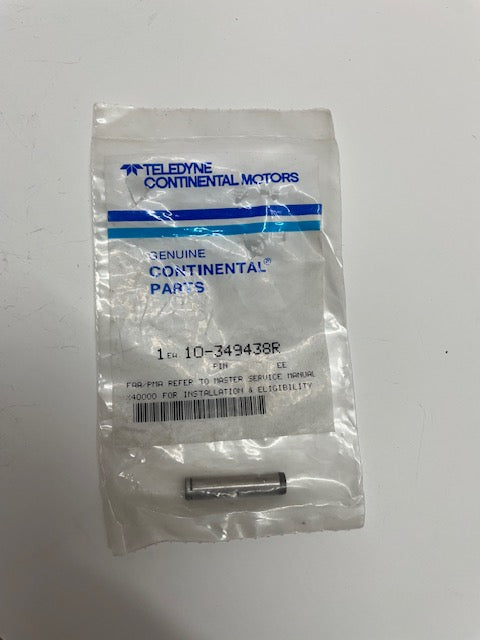 TELEDYNE
CONTINENTAL MOTORS
GENUINE
CONTINENTAL®
PARTS
1 EA. 10-349438R
PIN EE
FAA/PMA REFER TO MASTER SERVICE MANUAL
X40000 FOR INSTALLATION & ELIGIBILITY